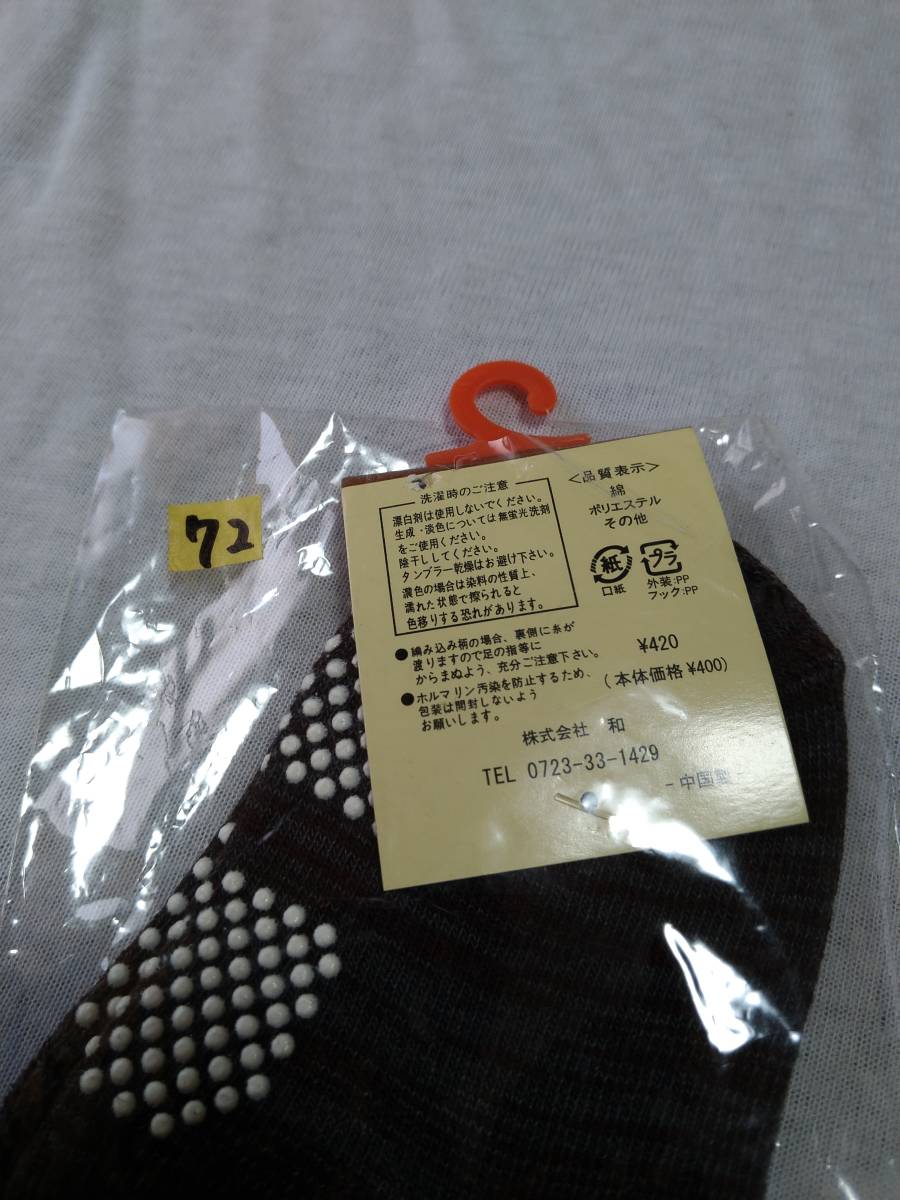 72
洗濯時のご注意
漂白剤は使用しないでください。
生成・淡色については無蛍光洗剤
をご使用ください。
陰干ししてください。
タンブラー乾燥はお避け下さい。
濃色の場合は染料の性質上、
濡れた状態で擦られると
色移りする恐れがあります。
●編み込み柄の場合、裏側に糸が
渡りますので足の指等に
からまぬよう、充分ご注意下さい。
●ホルマリン汚染を防止するため、
包装は開封しないよう
お願いします。
<品質表示>
綿
ポリエステル
その他
紙 プラ
口紙
外装:PP
フック:PP
¥420
(本体価格¥400)
株式会社 和
TEL 0723-33-1429
-中国製-